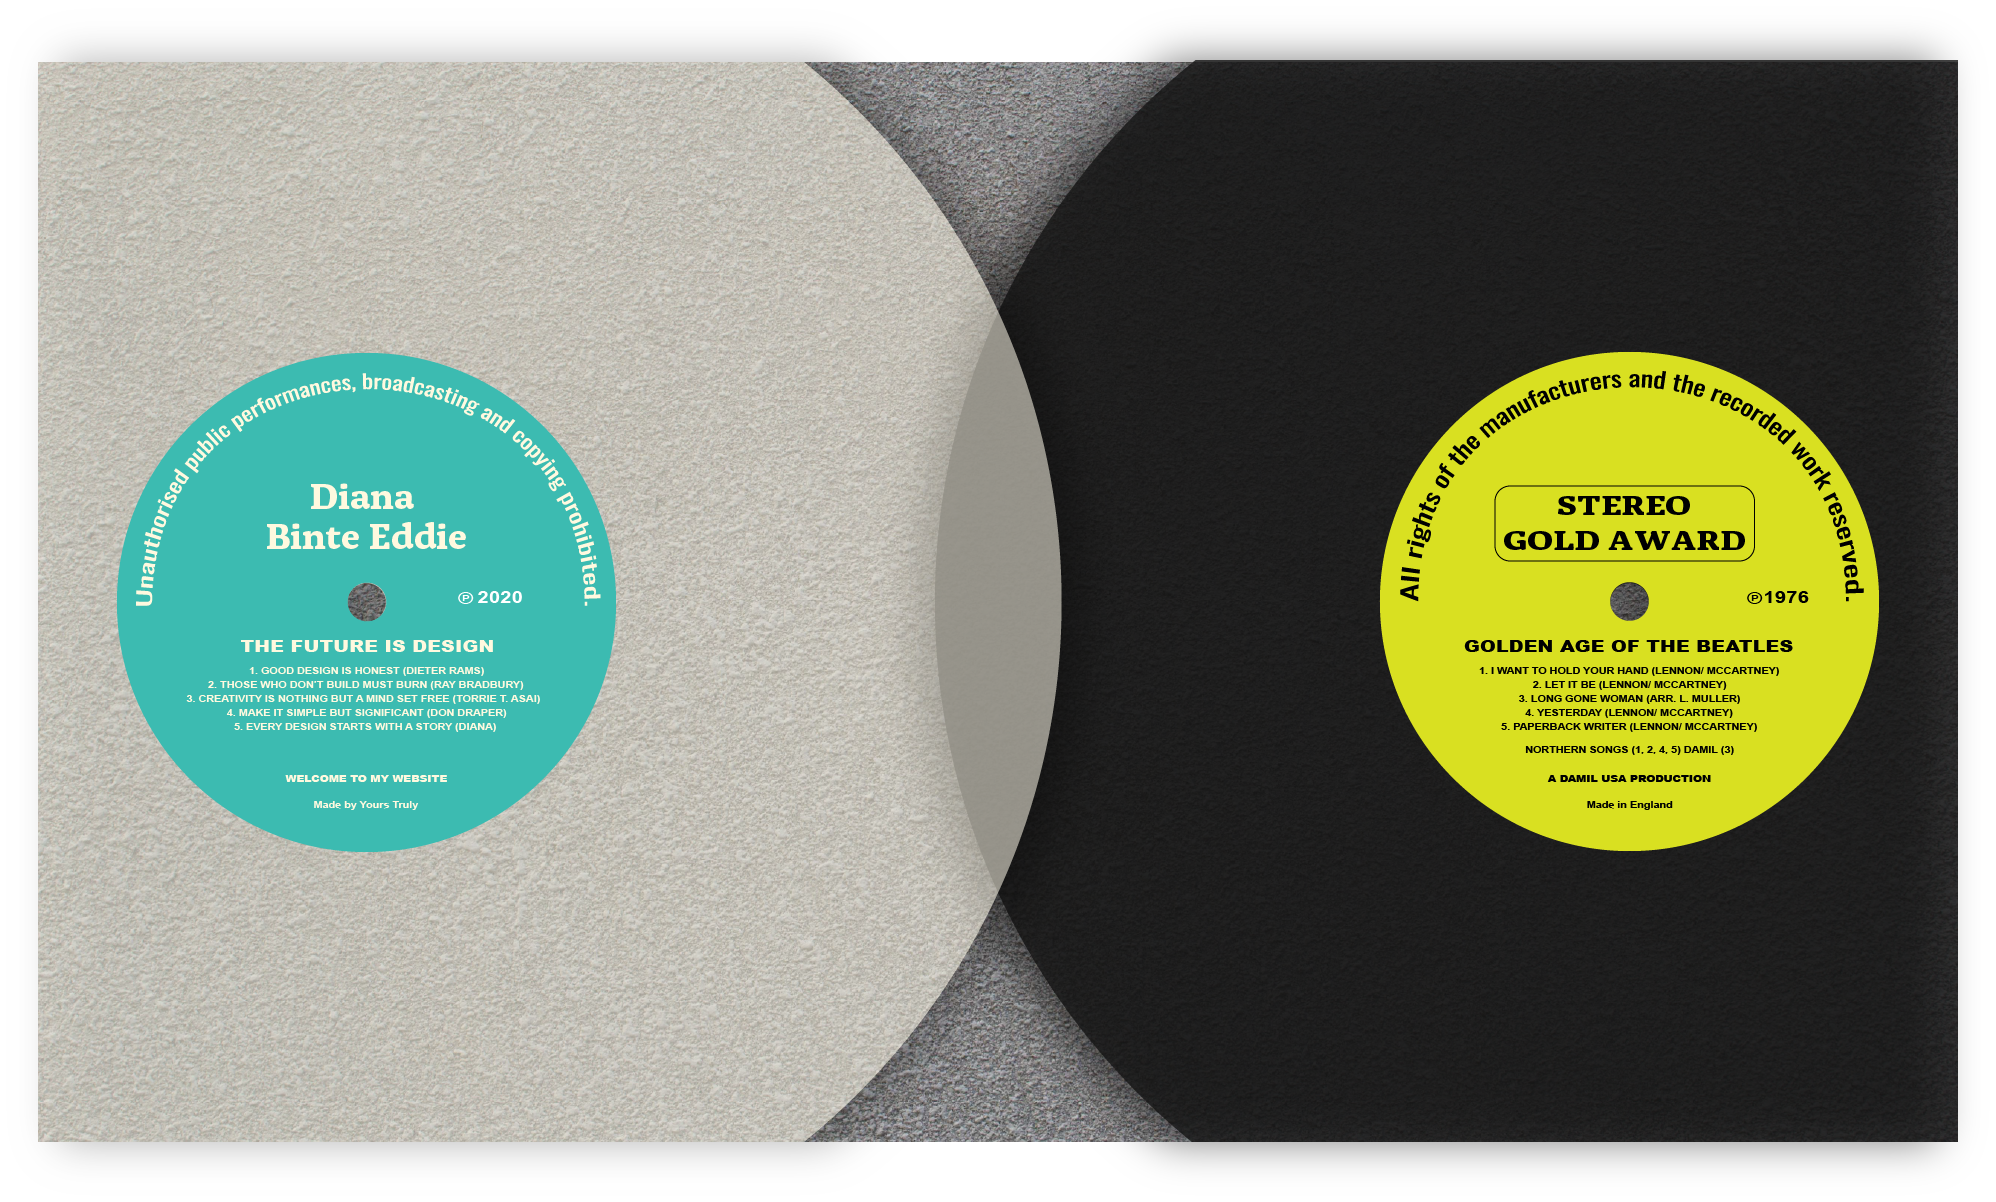 Unauthorised public performances, broadcasting and copying prohibited.
Diana
Binte Eddie
℗ 2020
THE FUTURE IS DESIGN
1. GOOD DESIGN IS HONEST (DIETER RAMS)
2. THOSE WHO DON'T BUILD MUST BURN (RAY BRADBURY)
3. CREATIVITY IS NOTHING BUT A MIND SET FREE (TORRIE T. ASAI)
4. MAKE IT SIMPLE BUT SIGNIFICANT (DON DRAPER)
5. EVERY DESIGN STARTS WITH A STORY (DIANA)
WELCOME TO MY WEBSITE
Made by Yours Truly
All rights of the manufacturers and the recorded work reserved.
STEREO
GOLD AWARD
℗1976
GOLDEN AGE OF THE BEATLES
1. I WANT TO HOLD YOUR HAND (LENNON/ MCCARTNEY)
2. LET IT BE (LENNON/ MCCARTNEY)
3. LONG GONE WOMAN (ARR. L. MULLER)
4. YESTERDAY (LENNON/ MCCARTNEY)
5. PAPERBACK WRITER (LENNON/ MCCARTNEY)
NORTHERN SONGS (1, 2, 4, 5) DAMIL (3)
A DAMIL USA PRODUCTION
Made in England